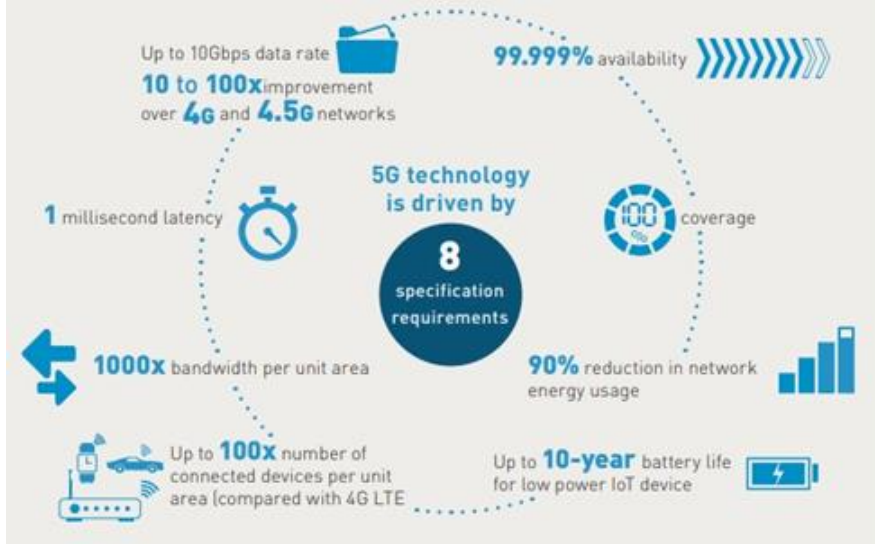 Up to 10Gbps data rate
10 to 100x improvement
over 4G and 4.5G networks
1 millisecond latency
1000x bandwidth per unit area
Up to 100x number of
connected devices per unit
area (compared with 4G LTE
5G technology
is driven by
8
specification
requirements
99.999% availability
100
%
coverage
90% reduction in network
energy usage
Up to 10-year battery life
for low power IoT device